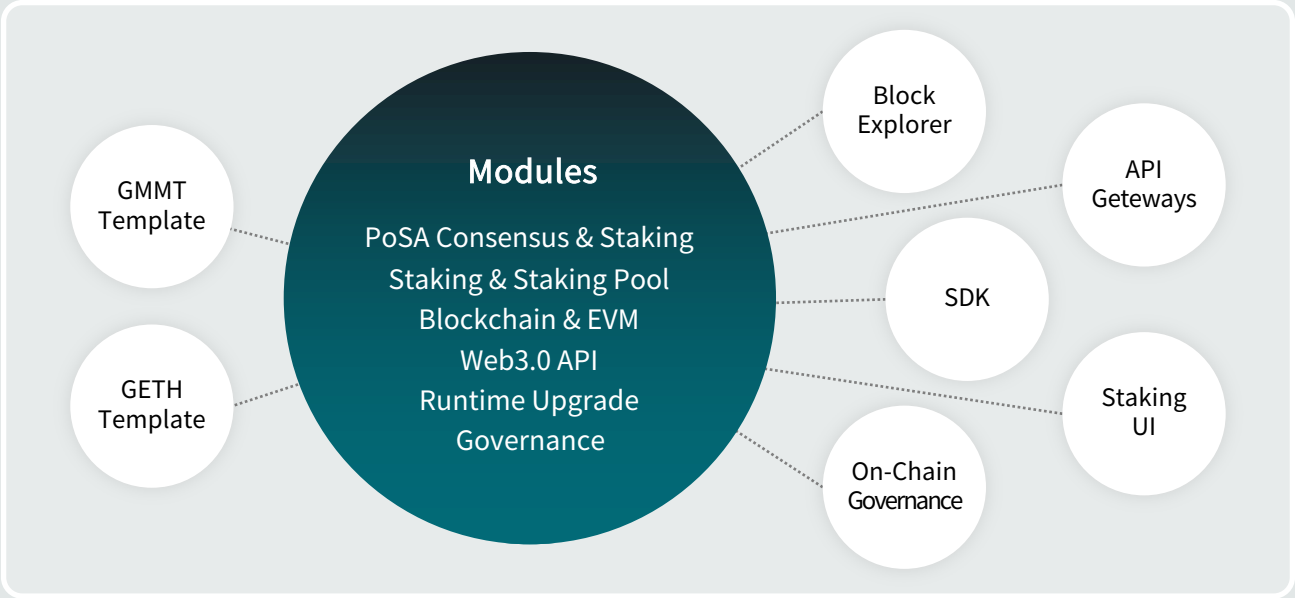 GMMT
Template
GETH
Template
Modules
PoSA Consensus & Staking
Staking & Staking Pool
Blockchain & EVM
Web3.0 API
Runtime Upgrade
Governance
Block
Explorer
API
Geteways
SDK
Staking
UI
On-Chain
Governance